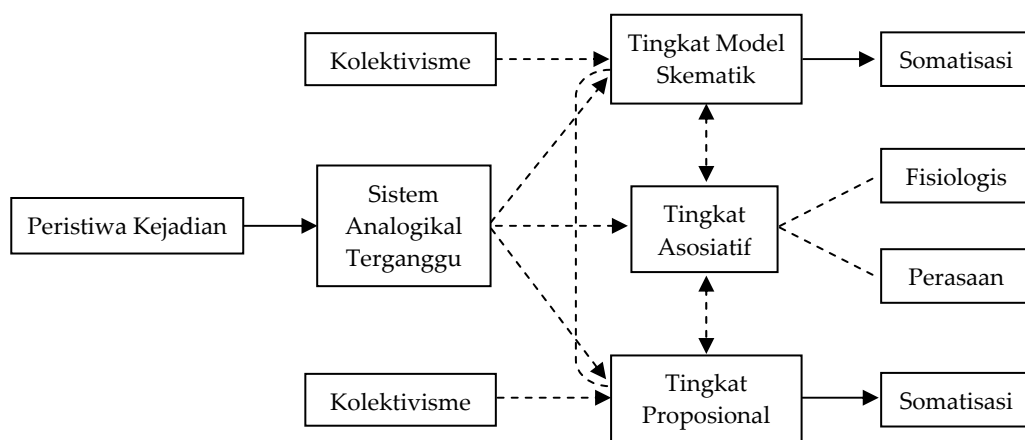 Kolektivisme
Tingkat Model
Skematik
Somatisasi
Peristiwa Kejadian
Sistem
Analogikal
Terganggu
Tingkat
Asosiatif
Fisiologis
Perasaan
Kolektivisme
Tingkat
Proposional
Somatisasi